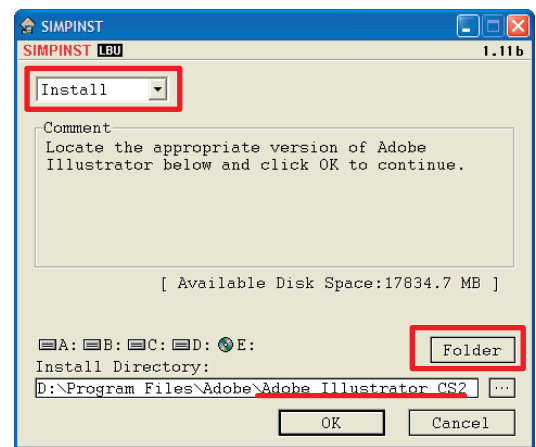 SIMPINST
SIMPINST LBU 1.11b
Install
Comment
Locate the appropriate version of Adobe
Illustrator below and click OK to continue.
[ Available Disk Space:17834.7 MB ]
A: B: C: D: E:
Folder
Install Directory:
D:\Program Files\Adobe\Adobe Illustrator CS2 ...
OK Cancel